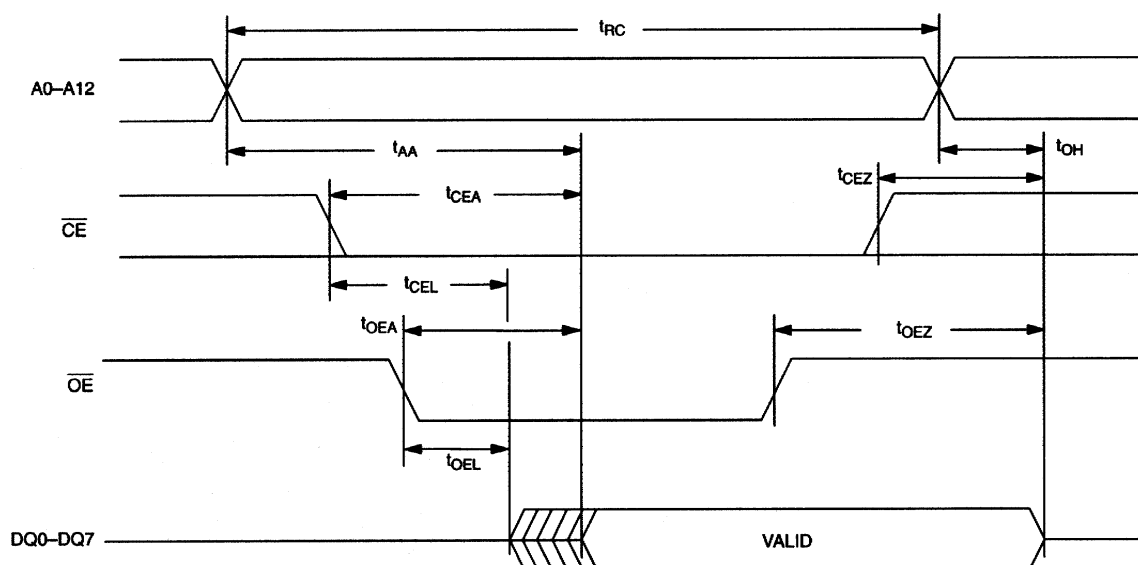 tRC
A0–A12
tAA
tOH
tCEA
tCEZ
CE
tCEL
tOEA
tOEZ
OE
tOEL
DQ0–DQ7
VALID